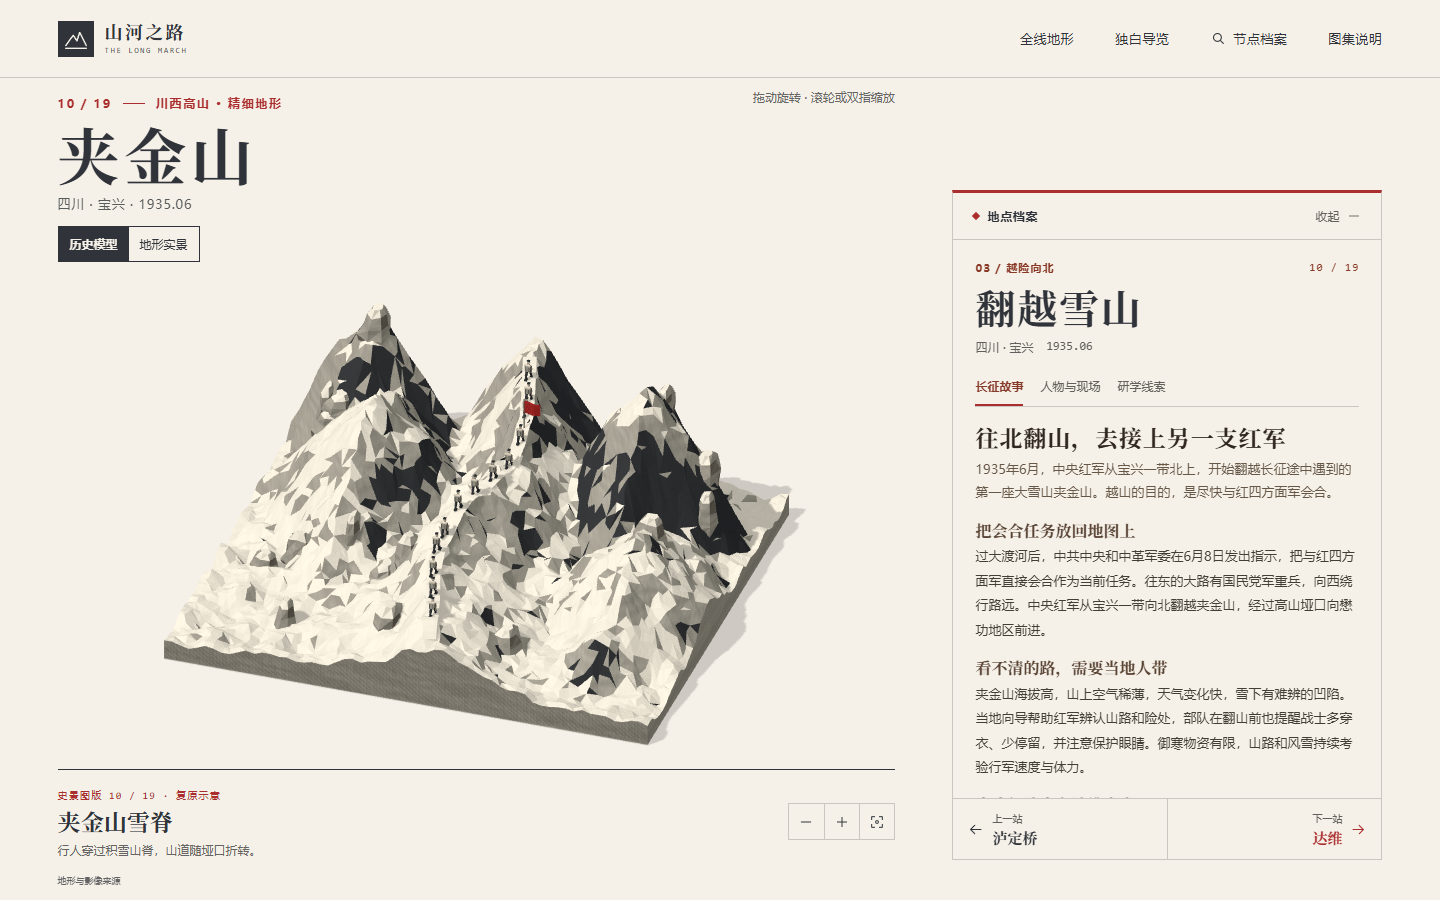 山河之路
THE LONG MARCH
全线地形
独白导览
节点档案
图集说明
10 / 19 — 川西高山 • 精细地形
拖动旋转 · 滚轮或双指缩放
夹金山
四川 · 宝兴 · 1935.06
历史模型
地形实景
地点档案
收起
03 / 越险向北
10 / 19
翻越雪山
四川 · 宝兴 1935.06
长征故事
人物与现场
研学线索
往北翻山，去接上另一支红军
1935年6月，中央红军从宝兴一带北上，开始翻越长征途中遇到的
第一座大雪山夹金山。越山的目的，是尽快与红四方面军会合。
把会合任务放回地图上
过大渡河后，中共中央和中革军委在6月8日发出指示，把与红四方
面军直接会合作为当前任务。往东的大路有国民党军重兵，向西绕
行路远。中央红军从宝兴一带向北翻越夹金山，经过高山垭口向懋
功地区前进。
看不清的路，需要当地人带
夹金山海拔高，山上空气稀薄，天气变化快，雪下有难辨的凹陷。
当地向导帮助红军辨认山路和险处，部队在翻山前也提醒战士多穿
衣、少停留，并注意保护眼睛。御寒物资有限，山路和风雪持续考
验行军速度与体力。
上一站
泸定桥
下一站
达维
史景图版 10 / 19 · 复原示意
夹金山雪脊
行人穿过积雪山脊，山道随垭口折转。
地形与影像来源